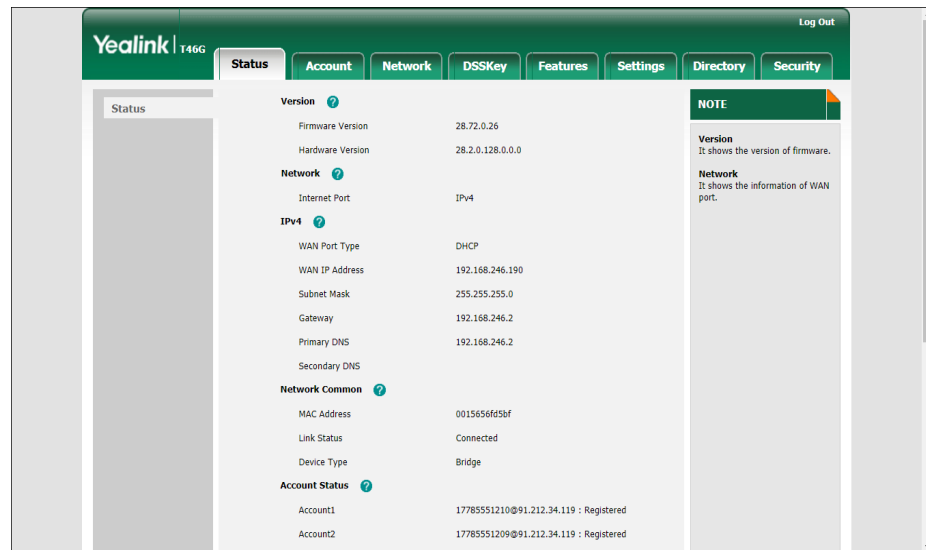 Log Out
Yealink | T46G
Status Account Network DSSKey Features Settings Directory Security
Status
Version ?
Firmware Version 28.72.0.26
Hardware Version 28.2.0.128.0.0.0
Network ?
Internet Port IPv4
IPv4 ?
WAN Port Type DHCP
WAN IP Address 192.168.246.190
Subnet Mask 255.255.255.0
Gateway 192.168.246.2
Primary DNS 192.168.246.2
Secondary DNS
Network Common ?
MAC Address 0015656fd5bf
Link Status Connected
Device Type Bridge
Account Status ?
Account1 17785551210@91.212.34.119 : Registered
Account2 17785551209@91.212.34.119 : Registered
NOTE
Version
It shows the version of firmware.
Network
It shows the information of WAN
port.